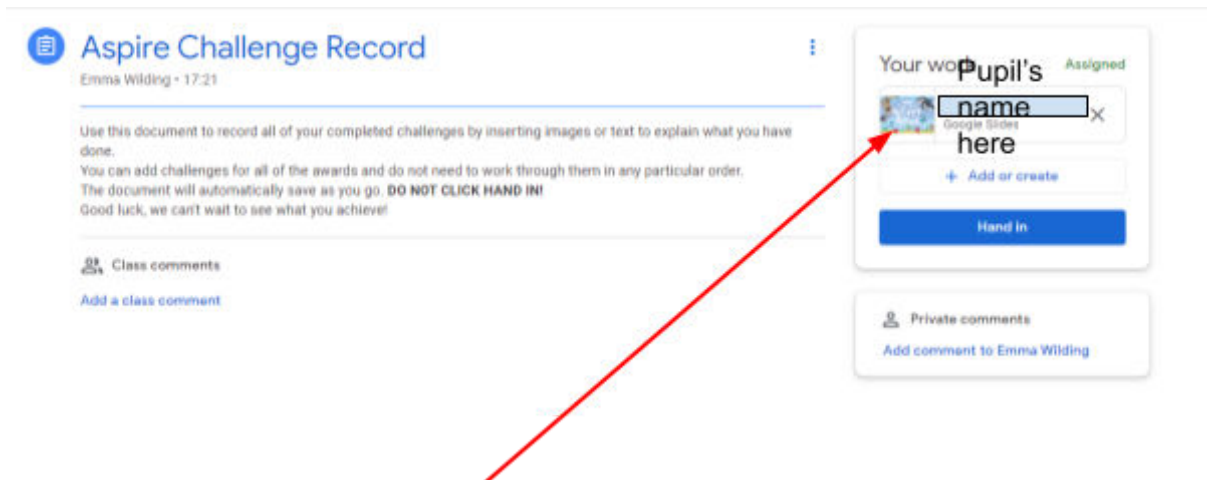 Aspire Challenge Record
Emma Wilding • 17:21
Use this document to record all of your completed challenges by inserting images or text to explain what you have
done.
You can add challenges for all of the awards and do not need to work through them in any particular order.
The document will automatically save as you go. DO NOT CLICK HAND IN!
Good luck, we can't wait to see what you achieve!
Class comments
Add a class comment
Your work
Assigned
Pupil's
name
here
Google Slides
+ Add or create
Hand in
Private comments
Add comment to Emma Wilding